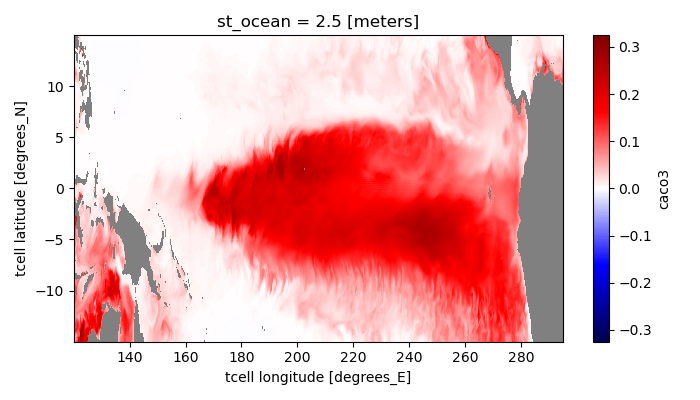 st_ocean = 2.5 [meters]
10
5
0
−5
−10
tcell latitude [degrees_N]
140 160 180 200 220 240 260 280
tcell longitude [degrees_E]
0.3
0.2
0.1
0.0
−0.1
−0.2
−0.3
caco3